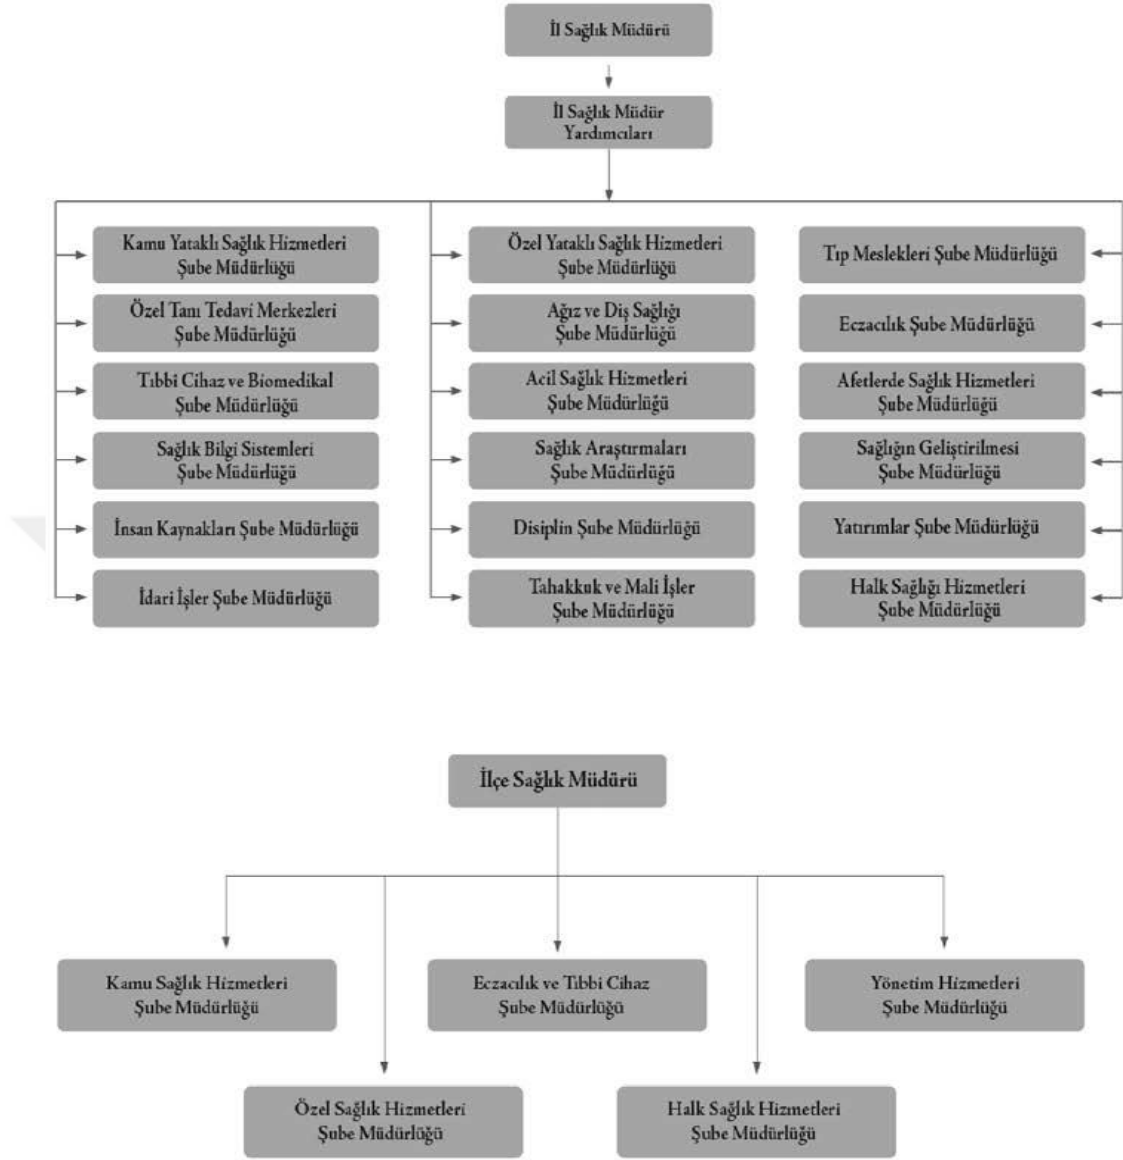 İl Sağlık Müdürü
İl Sağlık Müdür
Yardımcıları
Kamu Yataklı Sağlık Hizmetleri
Şube Müdürlüğü
Özel Yataklı Sağlık Hizmetleri
Şube Müdürlüğü
Tıp Meslekleri Şube Müdürlüğü
Özel Tanı Tedavi Merkezleri
Şube Müdürlüğü
Ağız ve Diş Sağlığı
Şube Müdürlüğü
Eczacılık Şube Müdürlüğü
Tıbbî Cihaz ve Biomedikal
Şube Müdürlüğü
Acil Sağlık Hizmetleri
Şube Müdürlüğü
Afetlerde Sağlık Hizmetleri
Şube Müdürlüğü
Sağlık Bilgi Sistemleri
Şube Müdürlüğü
Sağlık Araştırmaları
Şube Müdürlüğü
Sağlığın Geliştirilmesi
Şube Müdürlüğü
İnsan Kaynakları Şube Müdürlüğü
Disiplin Şube Müdürlüğü
Yatırımlar Şube Müdürlüğü
İdari İşler Şube Müdürlüğü
Tahakkuk ve Mali İşler
Şube Müdürlüğü
Halk Sağlığı Hizmetleri
Şube Müdürlüğü
İlçe Sağlık Müdürü
Kamu Sağlık Hizmetleri
Şube Müdürlüğü
Eczacılık ve Tıbbi Cihaz
Şube Müdürlüğü
Yönetim Hizmetleri
Şube Müdürlüğü
Özel Sağlık Hizmetleri
Şube Müdürlüğü
Halk Sağlık Hizmetleri
Şube Müdürlüğü